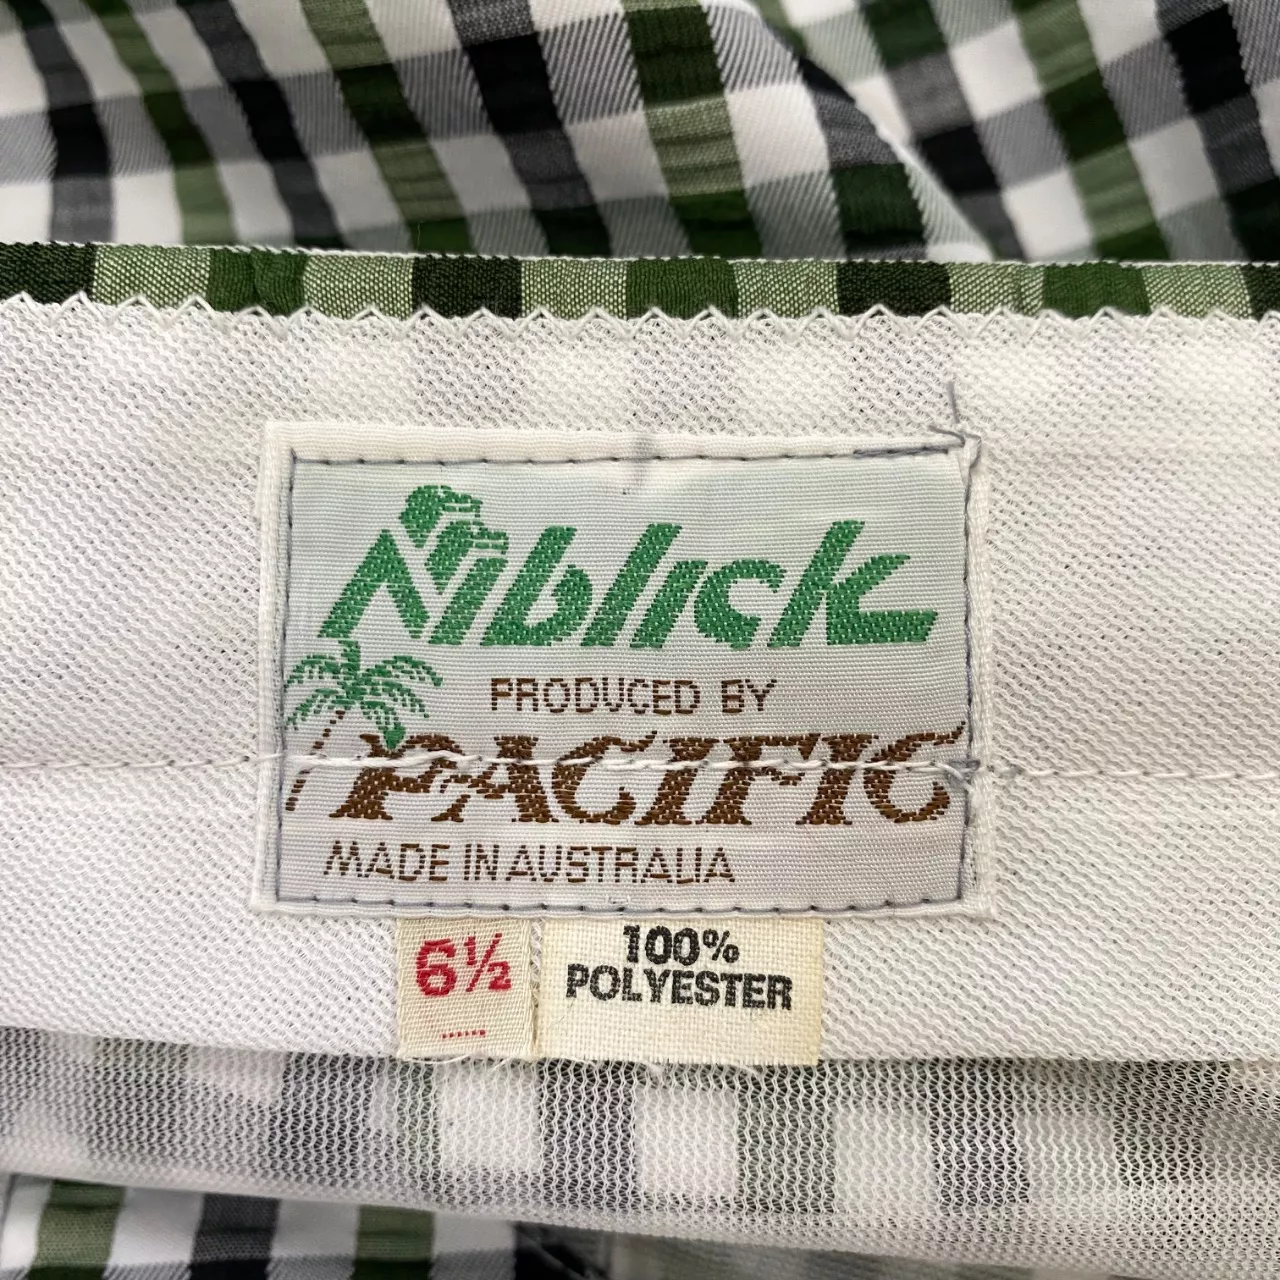 Niblick
PRODUCED BY
PACIFIC
MADE IN AUSTRALIA
6½
100%
POLYESTER